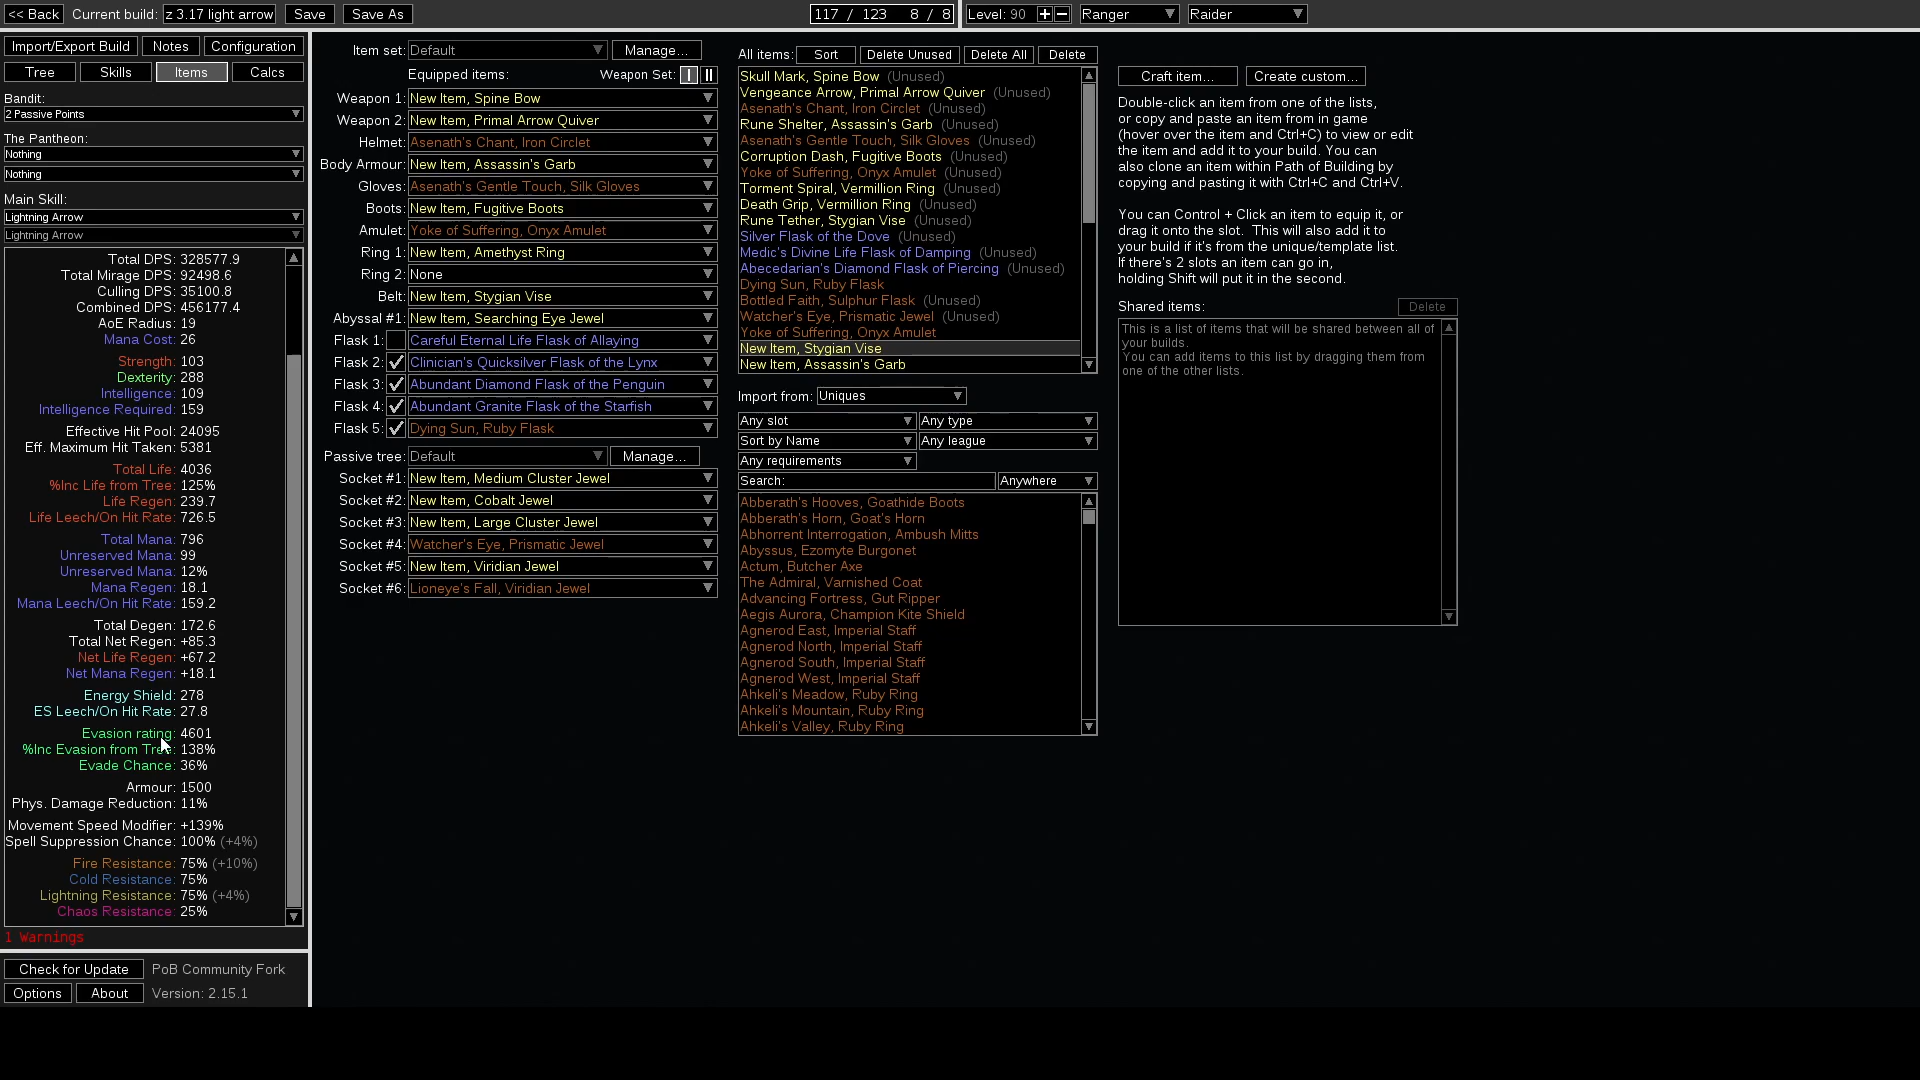 << Back Current build: z 3.17 light arrow Save Save As 117 / 123 8 / 8 Level: 90 Ranger Raider
Import/Export Build Notes Configuration
Tree Skills Items Calcs
Bandit:
2 Passive Points
The Pantheon:
Nothing
Nothing
Main Skill:
Lightning Arrow
Lightning Arrow
Total DPS: 328577.9
Total Mirage DPS: 92498.6
Culling DPS: 35100.8
Combined DPS: 456177.4
AoE Radius: 19
Mana Cost: 26
Strength: 103
Dexterity: 288
Intelligence: 109
Intelligence Required: 159
Effective Hit Pool: 24095
Eff. Maximum Hit Taken: 5381
Total Life: 4036
%Inc Life from Tree: 125%
Life Regen: 239.7
Life Leech/On Hit Rate: 726.5
Total Mana: 796
Unreserved Mana: 99
Unreserved Mana: 12%
Mana Regen: 18.1
Mana Leech/On Hit Rate: 159.2
Total Degen: 172.6
Total Net Regen: +85.3
Net Life Regen: +67.2
Net Mana Regen: +18.1
Energy Shield: 278
ES Leech/On Hit Rate: 27.8
Evasion rating: 4601
%Inc Evasion from Tree: 138%
Evade Chance: 36%
Armour: 1500
Phys. Damage Reduction: 11%
Movement Speed Modifier: +139%
Spell Suppression Chance: 100% (+4%)
Fire Resistance: 75% (+10%)
Cold Resistance: 75%
Lightning Resistance: 75% (+4%)
Chaos Resistance: 25%
1 Warnings
Check for Update PoB Community Fork
Options About Version: 2.15.1
Item set: Default Manage...
Equipped items: Weapon Set: I II
Weapon 1: New Item, Spine Bow
Weapon 2: New Item, Primal Arrow Quiver
Helmet: Asenath's Chant, Iron Circlet
Body Armour: New Item, Assassin's Garb
Gloves: Asenath's Gentle Touch, Silk Gloves
Boots: New Item, Fugitive Boots
Amulet: Yoke of Suffering, Onyx Amulet
Ring 1: New Item, Amethyst Ring
Ring 2: None
Belt: New Item, Stygian Vise
Abyssal #1: New Item, Searching Eye Jewel
Flask 1: Careful Eternal Life Flask of Allaying
Flask 2: Clinician's Quicksilver Flask of the Lynx
Flask 3: Abundant Diamond Flask of the Penguin
Flask 4: Abundant Granite Flask of the Starfish
Flask 5: Dying Sun, Ruby Flask
Passive tree: Default Manage...
Socket #1: New Item, Medium Cluster Jewel
Socket #2: New Item, Cobalt Jewel
Socket #3: New Item, Large Cluster Jewel
Socket #4: Watcher's Eye, Prismatic Jewel
Socket #5: New Item, Viridian Jewel
Socket #6: Lioneye's Fall, Viridian Jewel
All items: Sort Delete Unused Delete All Delete
Skull Mark, Spine Bow (Unused)
Vengeance Arrow, Primal Arrow Quiver (Unused)
Asenath's Chant, Iron Circlet (Unused)
Rune Shelter, Assassin's Garb (Unused)
Asenath's Gentle Touch, Silk Gloves (Unused)
Corruption Dash, Fugitive Boots (Unused)
Yoke of Suffering, Onyx Amulet (Unused)
Torment Spiral, Vermillion Ring (Unused)
Death Grip, Vermillion Ring (Unused)
Rune Tether, Stygian Vise (Unused)
Silver Flask of the Dove (Unused)
Medic's Divine Life Flask of Damping (Unused)
Abecedarian's Diamond Flask of Piercing (Unused)
Dying Sun, Ruby Flask
Bottled Faith, Sulphur Flask (Unused)
Watcher's Eye, Prismatic Jewel (Unused)
Yoke of Suffering, Onyx Amulet
New Item, Stygian Vise
New Item, Assassin's Garb
Import from: Uniques
Any slot Any type
Sort by Name Any league
Any requirements
Search: Anywhere
Abberath's Hooves, Goathide Boots
Abberath's Horn, Goat's Horn
Abhorrent Interrogation, Ambush Mitts
Abyssus, Ezomyte Burgonet
Actum, Butcher Axe
The Admiral, Varnished Coat
Advancing Fortress, Gut Ripper
Aegis Aurora, Champion Kite Shield
Agnerod East, Imperial Staff
Agnerod North, Imperial Staff
Agnerod South, Imperial Staff
Agnerod West, Imperial Staff
Ahkeli's Meadow, Ruby Ring
Ahkeli's Mountain, Ruby Ring
Ahkeli's Valley, Ruby Ring
Craft item... Create custom...
Double-click an item from one of the lists,
or copy and paste an item from in game
(hover over the item and Ctrl+C) to view or edit
the item and add it to your build. You can
also clone an item within Path of Building by
copying and pasting it with Ctrl+C and Ctrl+V.
You can Control + Click an item to equip it, or
drag it onto the slot. This will also add it to
your build if it's from the unique/template list.
If there's 2 slots an item can go in,
holding Shift will put it in the second.
Shared items: Delete
This is a list of items that will be shared between all of
your builds.
You can add items to this list by dragging them from
one of the other lists.